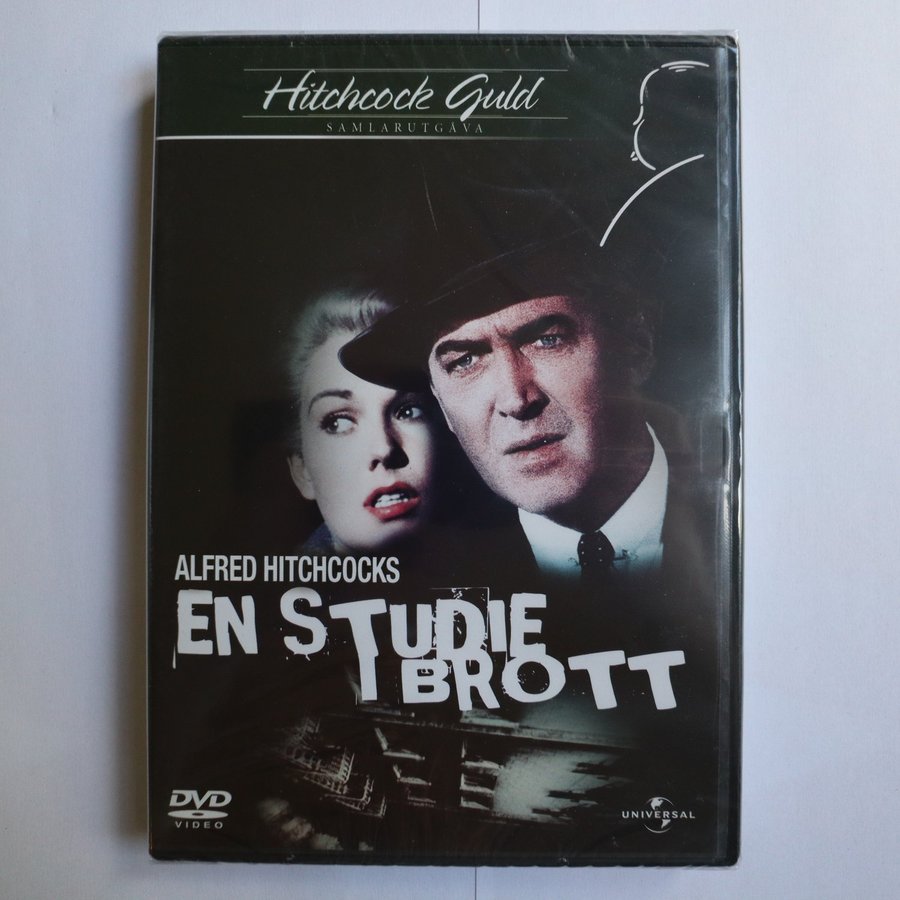 Hitchcock Guld
SAMLARUTGÅVA
ALFRED HITCHCOCKS
EN STUDIE
I BROTT
DVD
VIDEO
UNIVERSAL